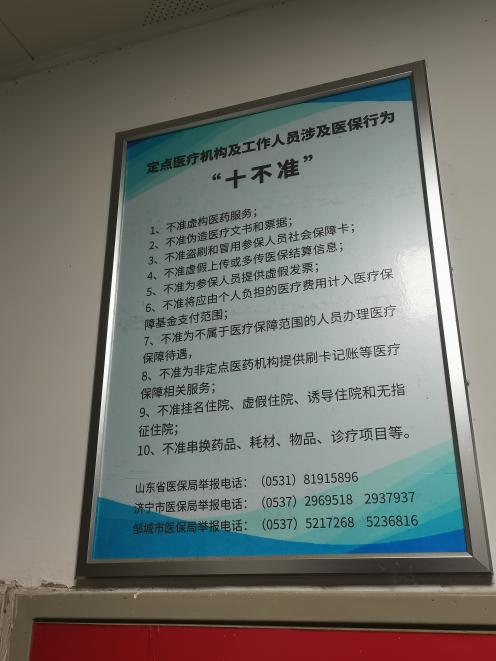 定点医疗机构及工作人员涉及医保行为
“十不准”
1、不准虚构医药服务；
2、不准伪造医疗文书和票据；
3、不准盗刷和冒用参保人员社会保障卡；
4、不准虚假上传或多传医保结算信息；
5、不准为参保人员提供虚假发票；
6、不准将应由个人负担的医疗费用计入医疗保
障基金支付范围；
7、不准为不属于医疗保障范围的人员办理医疗
保障待遇，
8、不准为非定点医药机构提供刷卡记账等医疗
保障相关服务；
9、不准挂名住院、虚假住院、诱导住院和无指
征住院；
10、不准串换药品、耗材、物品、诊疗项目等。
山东省医保局举报电话：（0531）81915896
济宁市医保局举报电话：（0537）2969518 2937937
邹城市医保局举报电话：（0537）5217268 5236816